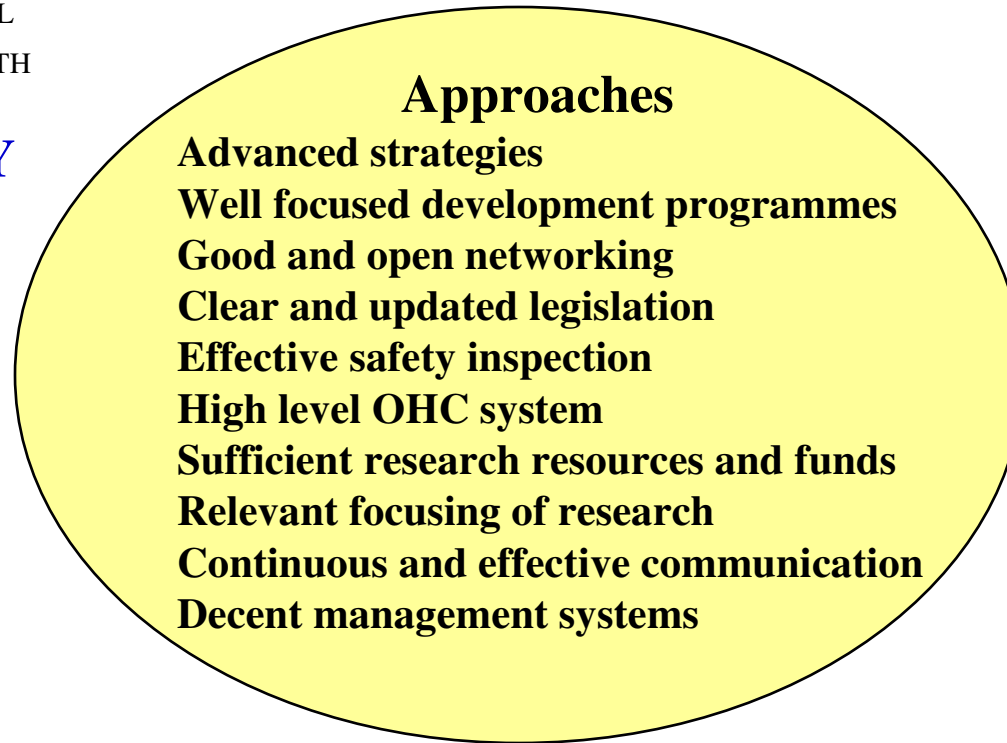 L
TH
Y
Approaches
Advanced strategies
Well focused development programmes
Good and open networking
Clear and updated legislation
Effective safety inspection
High level OHC system
Sufficient research resources and funds
Relevant focusing of research
Continuous and effective communication
Decent management systems